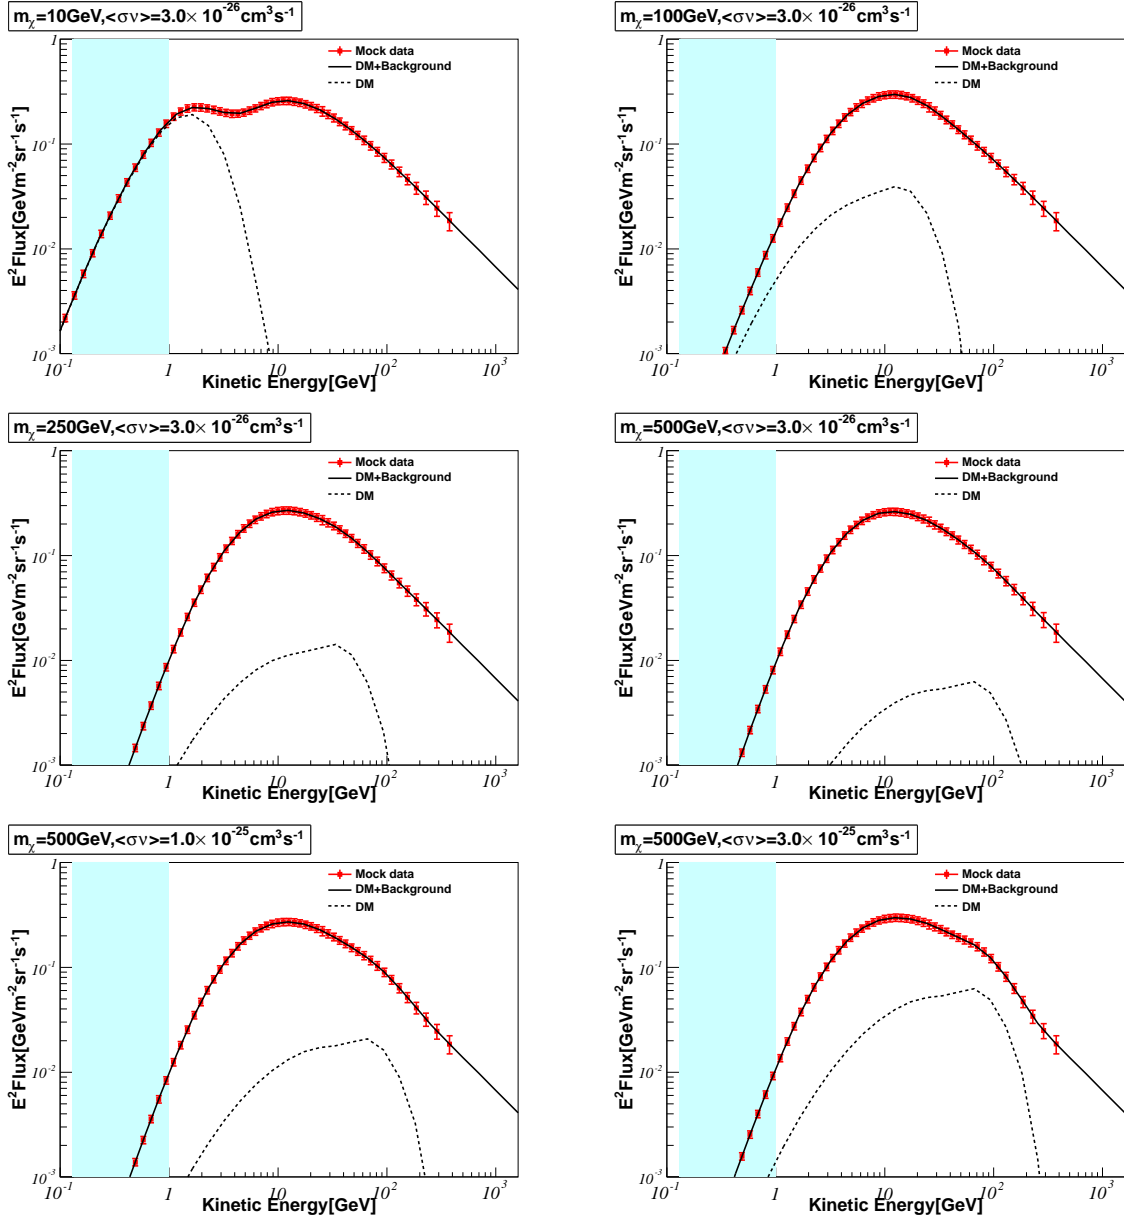 mχ=10GeV,<σv>=3.0× 10⁻²⁶cm³s⁻¹
E²Flux[GeVm⁻²sr⁻¹s⁻¹]
1
10⁻¹
10⁻²
10⁻³
Mock data
DM+Background
DM
10⁻¹ 1 10 10² 10³
Kinetic Energy[GeV]
mχ=100GeV,<σv>=3.0× 10⁻²⁶cm³s⁻¹
E²Flux[GeVm⁻²sr⁻¹s⁻¹]
1
10⁻¹
10⁻²
10⁻³
Mock data
DM+Background
DM
10⁻¹ 1 10 10² 10³
Kinetic Energy[GeV]
mχ=250GeV,<σv>=3.0× 10⁻²⁶cm³s⁻¹
E²Flux[GeVm⁻²sr⁻¹s⁻¹]
1
10⁻¹
10⁻²
10⁻³
Mock data
DM+Background
DM
10⁻¹ 1 10 10² 10³
Kinetic Energy[GeV]
mχ=500GeV,<σv>=3.0× 10⁻²⁶cm³s⁻¹
E²Flux[GeVm⁻²sr⁻¹s⁻¹]
1
10⁻¹
10⁻²
10⁻³
Mock data
DM+Background
DM
10⁻¹ 1 10 10² 10³
Kinetic Energy[GeV]
mχ=500GeV,<σv>=1.0× 10⁻²⁵cm³s⁻¹
E²Flux[GeVm⁻²sr⁻¹s⁻¹]
1
10⁻¹
10⁻²
10⁻³
Mock data
DM+Background
DM
10⁻¹ 1 10 10² 10³
Kinetic Energy[GeV]
mχ=500GeV,<σv>=3.0× 10⁻²⁵cm³s⁻¹
E²Flux[GeVm⁻²sr⁻¹s⁻¹]
1
10⁻¹
10⁻²
10⁻³
Mock data
DM+Background
DM
10⁻¹ 1 10 10² 10³
Kinetic Energy[GeV]